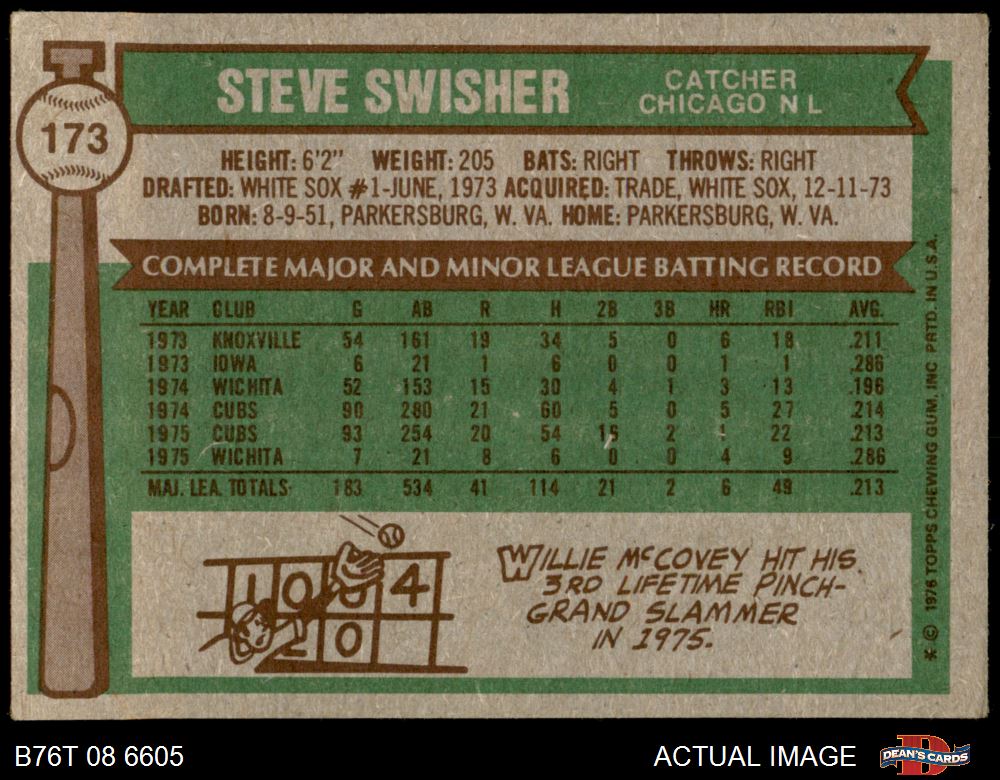 173
STEVE SWISHER
CATCHER
CHICAGO N L
HEIGHT: 6'2" WEIGHT: 205 BATS: RIGHT THROWS: RIGHT
DRAFTED: WHITE SOX #1-JUNE, 1973 ACQUIRED: TRADE, WHITE SOX, 12-11-73
BORN: 8-9-51, PARKERSBURG, W. VA. HOME: PARKERSBURG, W. VA.
COMPLETE MAJOR AND MINOR LEAGUE BATTING RECORD
YEAR CLUB G AB R H 2B 3B HR RBI AVG.
1973 KNOXVILLE 54 161 19 34 5 0 6 18 .211
1973 IOWA 6 21 1 6 0 0 1 1 .286
1974 WICHITA 52 153 15 30 4 1 3 13 .196
1974 CUBS 90 280 21 60 5 0 5 27 .214
1975 CUBS 93 254 20 54 15 2 1 22 .213
1975 WICHITA 7 21 8 6 0 0 4 9 .286
MAJ. LEA. TOTALS 183 534 41 114 21 2 6 49 .213
1 0 4
2 0
WILLIE McCOVEY HIT HIS
3RD LIFETIME PINCH-
GRAND SLAMMER
IN 1975.
* © 1976 TOPPS CHEWING GUM, INC PRTD. IN U.S.A.
B76T 08 6605
ACTUAL IMAGE
D
DEAN'S CARDS